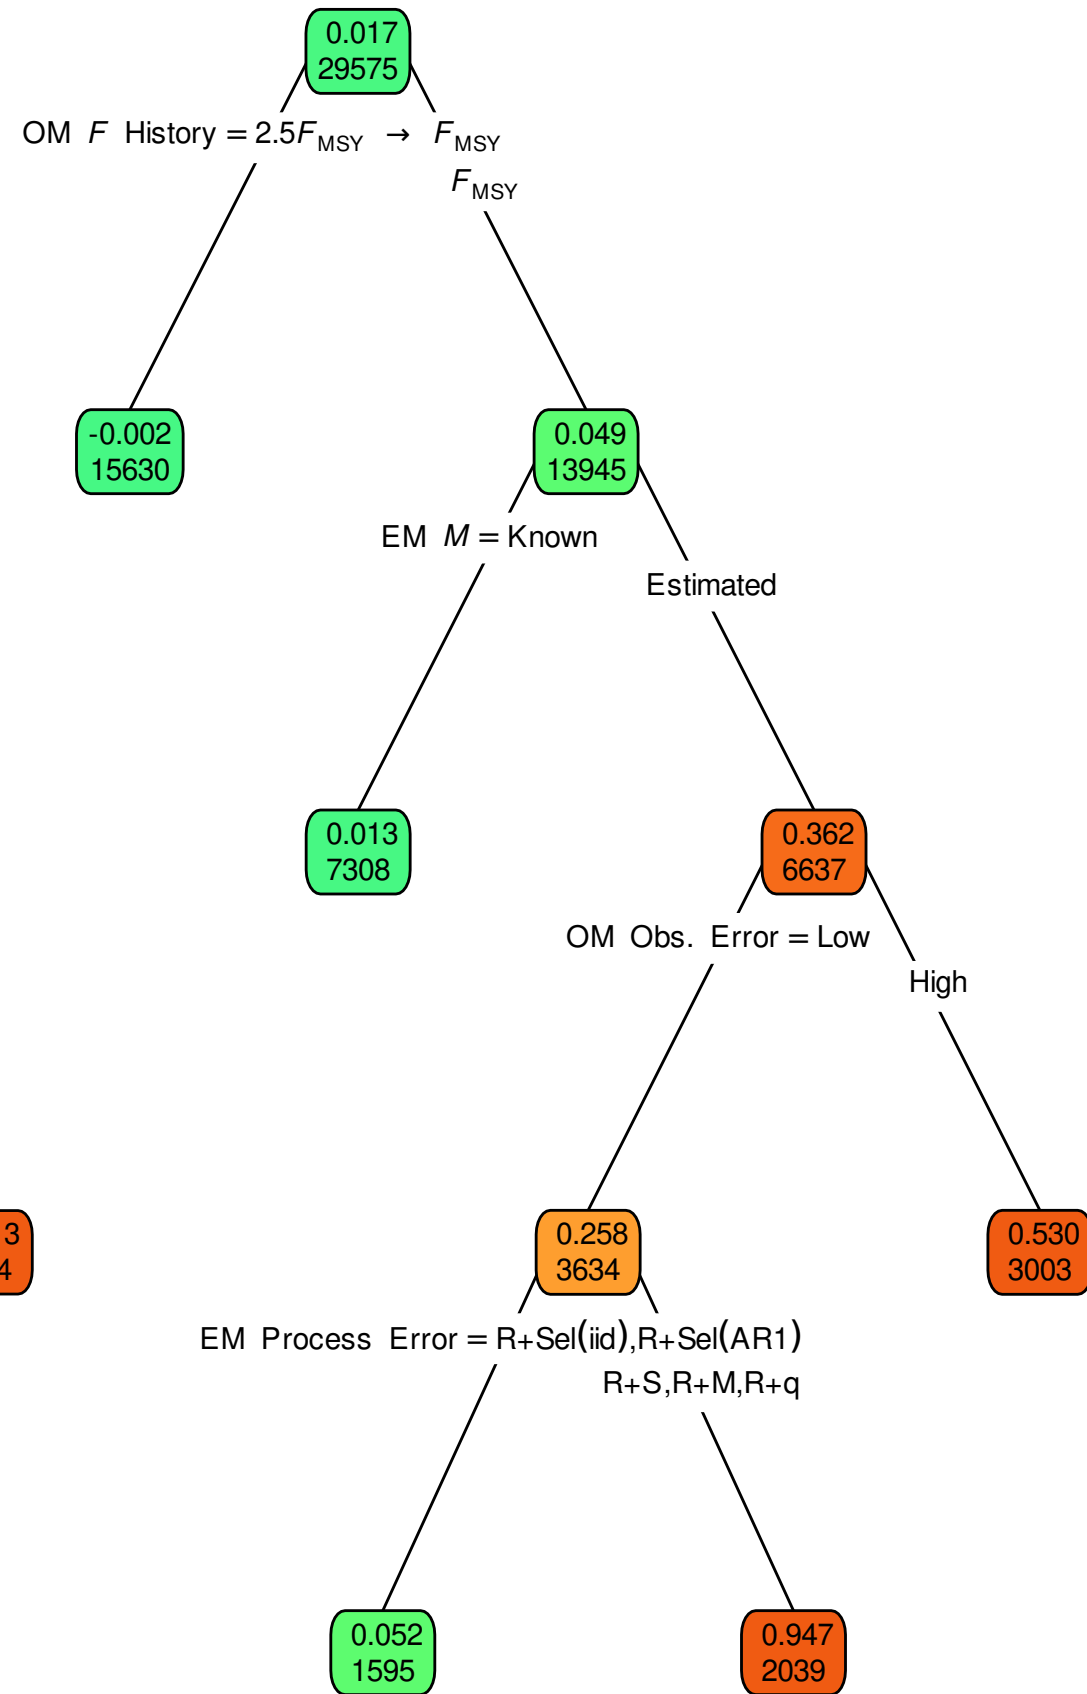 0.017
29575
OM F History = 2.5F_MSY → F_MSY
F_MSY
-0.002
15630
0.049
13945
EM M = Known
Estimated
0.013
7308
0.362
6637
OM Obs. Error = Low
High
3
4
0.258
3634
0.530
3003
EM Process Error = R+Sel(iid),R+Sel(AR1)
R+S,R+M,R+q
0.052
1595
0.947
2039